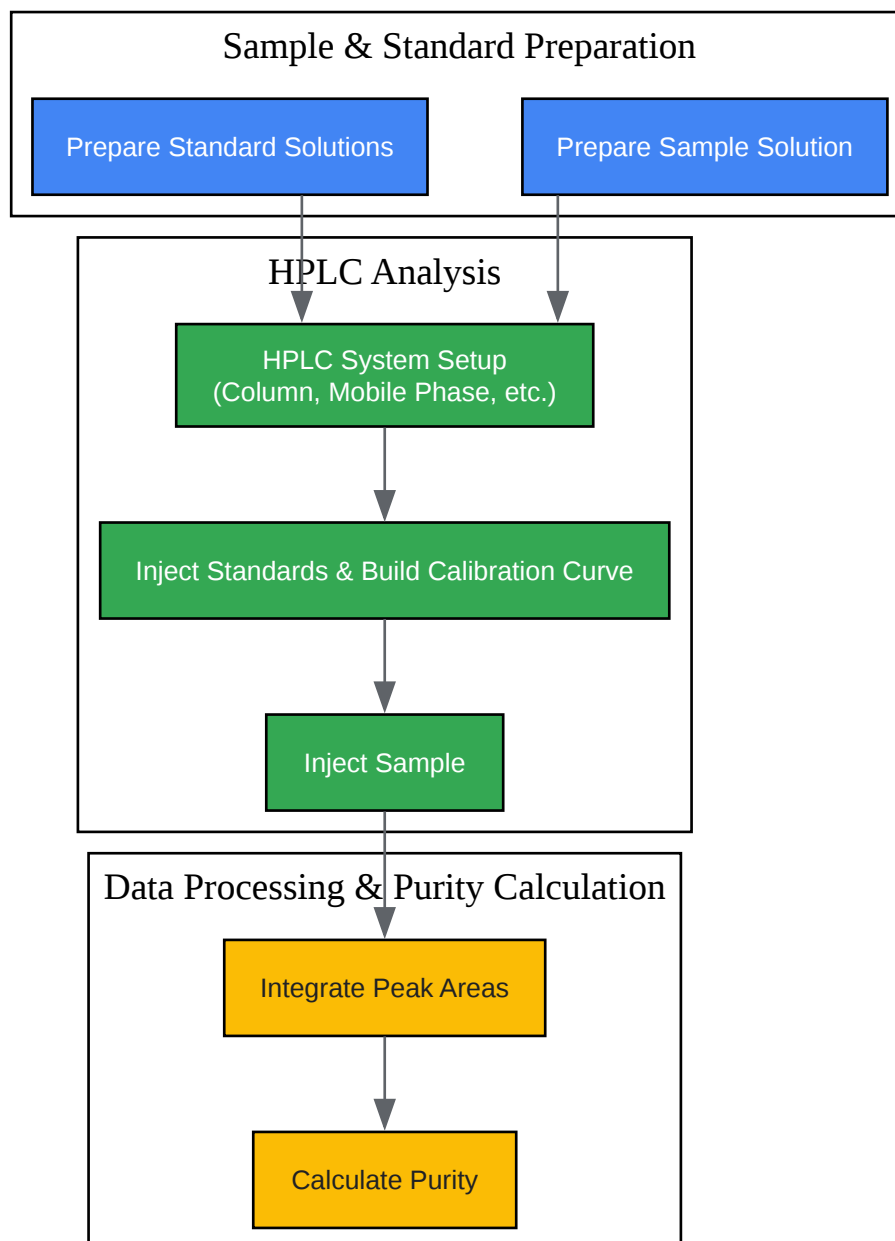 Sample & Standard Preparation
Prepare Standard Solutions
Prepare Sample Solution
HPLC Analysis
HPLC System Setup
(Column, Mobile Phase, etc.)
Inject Standards & Build Calibration Curve
Inject Sample
Data Processing & Purity Calculation
Integrate Peak Areas
Calculate Purity